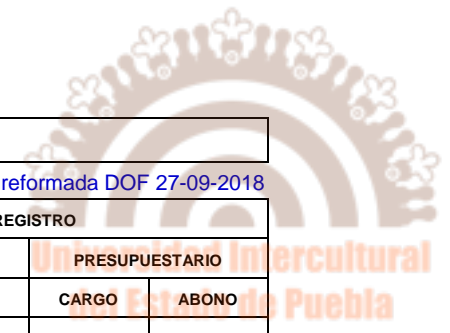 reformada DOF 27-09-2018
REGISTRO
PRESUPUESTARIO
CARGO ABONO
Universidad Intercultural
del Estado de Puebla